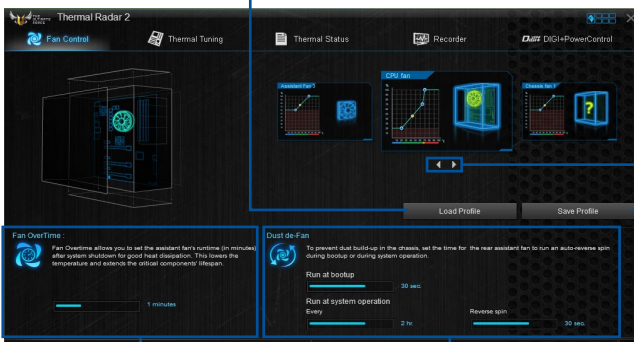 THE ULTIMATE FORCE
Thermal Radar 2
Fan Control
Thermal Tuning
Thermal Status
Recorder
DIGI+PowerControl
Assistant Fan 3
CPU fan
Chassis fan 1
?
Load Profile
Save Profile
Fan OverTime :
Fan Overtime allows you to set the assistant fan's runtime (in minutes)
after system shutdown for good heat dissipation. This lowers the
temperature and extends the critical components' lifespan.
1 minutes
Dust de-Fan
To prevent dust build-up in the chassis, set the time for the rear assistant fan to run an auto-reverse spin
during bootup or during system operation.
Run at bootup
30 sec.
Run at system operation
Every
Reverse spin
2 hr.
30 sec.